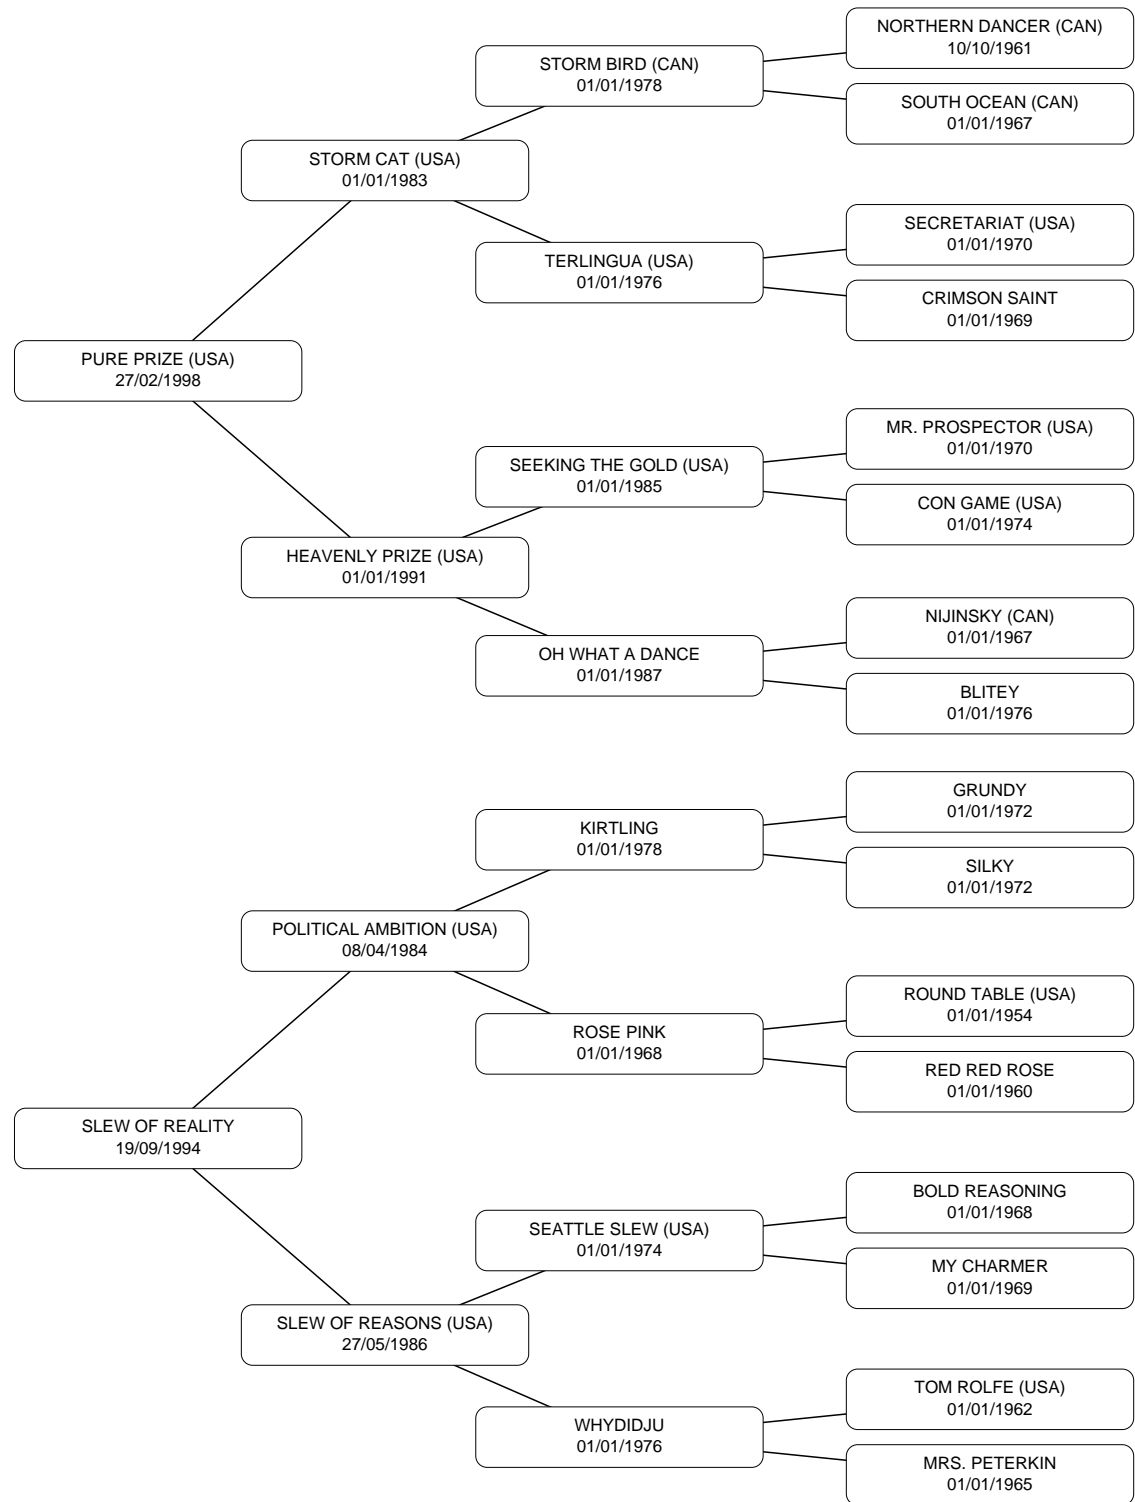 NORTHERN DANCER (CAN)
10/10/1961
STORM BIRD (CAN)
01/01/1978
SOUTH OCEAN (CAN)
01/01/1967
STORM CAT (USA)
01/01/1983
SECRETARIAT (USA)
01/01/1970
TERLINGUA (USA)
01/01/1976
CRIMSON SAINT
01/01/1969
PURE PRIZE (USA)
27/02/1998
MR. PROSPECTOR (USA)
01/01/1970
SEEKING THE GOLD (USA)
01/01/1985
CON GAME (USA)
01/01/1974
HEAVENLY PRIZE (USA)
01/01/1991
NIJINSKY (CAN)
01/01/1967
OH WHAT A DANCE
01/01/1987
BLITEY
01/01/1976
GRUNDY
01/01/1972
KIRTLING
01/01/1978
SILKY
01/01/1972
POLITICAL AMBITION (USA)
08/04/1984
ROUND TABLE (USA)
01/01/1954
ROSE PINK
01/01/1968
RED RED ROSE
01/01/1960
SLEW OF REALITY
19/09/1994
BOLD REASONING
01/01/1968
SEATTLE SLEW (USA)
01/01/1974
MY CHARMER
01/01/1969
SLEW OF REASONS (USA)
27/05/1986
TOM ROLFE (USA)
01/01/1962
WHYDIDJU
01/01/1976
MRS. PETERKIN
01/01/1965